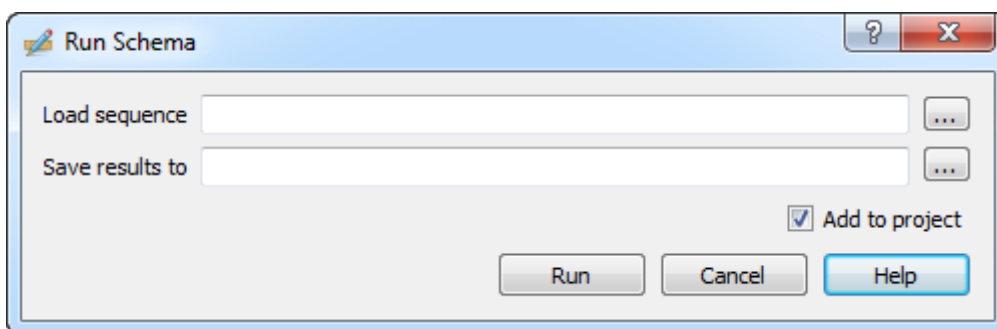 Run Schema
?
Load sequence ...
Save results to ...
Add to project
Run Cancel Help